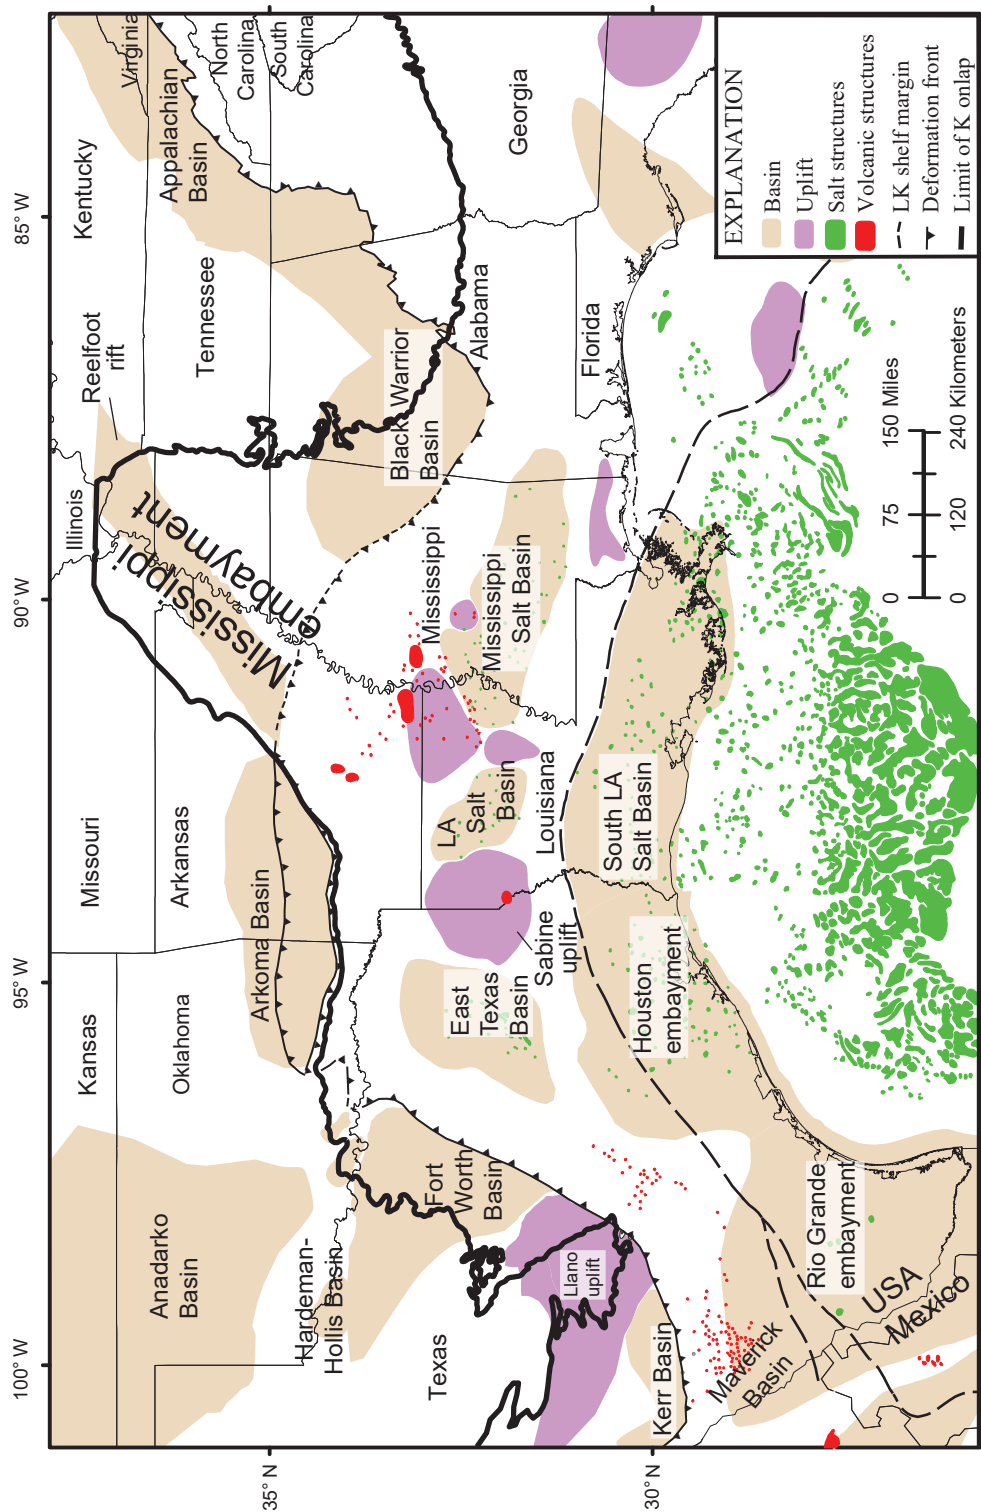 85° W
90° W
95° W
100° W
35° N
30° N
Virginia
North
Carolina
South
Carolina
Kentucky
Appalachian
Basin
Georgia
Reelfoot
rift
Tennessee
Alabama
Black Warrior
Basin
Florida
Illinois
Mississippi
embayment
Mississippi
Mississippi
Salt Basin
Missouri
Arkansas
LA
Salt
Basin
Louisiana
South LA
Salt Basin
Arkoma Basin
Sabine
uplift
Kansas
Oklahoma
East
Texas
Basin
Houston
embayment
Anadarko
Basin
Hardeman-
Hollis Basin
Fort
Worth
Basin
Texas
Llano
uplift
Kerr Basin
Maverick
Basin
Rio Grande
embayment
USA
Mexico
EXPLANATION
Basin
Uplift
Salt structures
Volcanic structures
LK shelf margin
Deformation front
Limit of K onlap
0 75 150 Miles
0 120 240 Kilometers